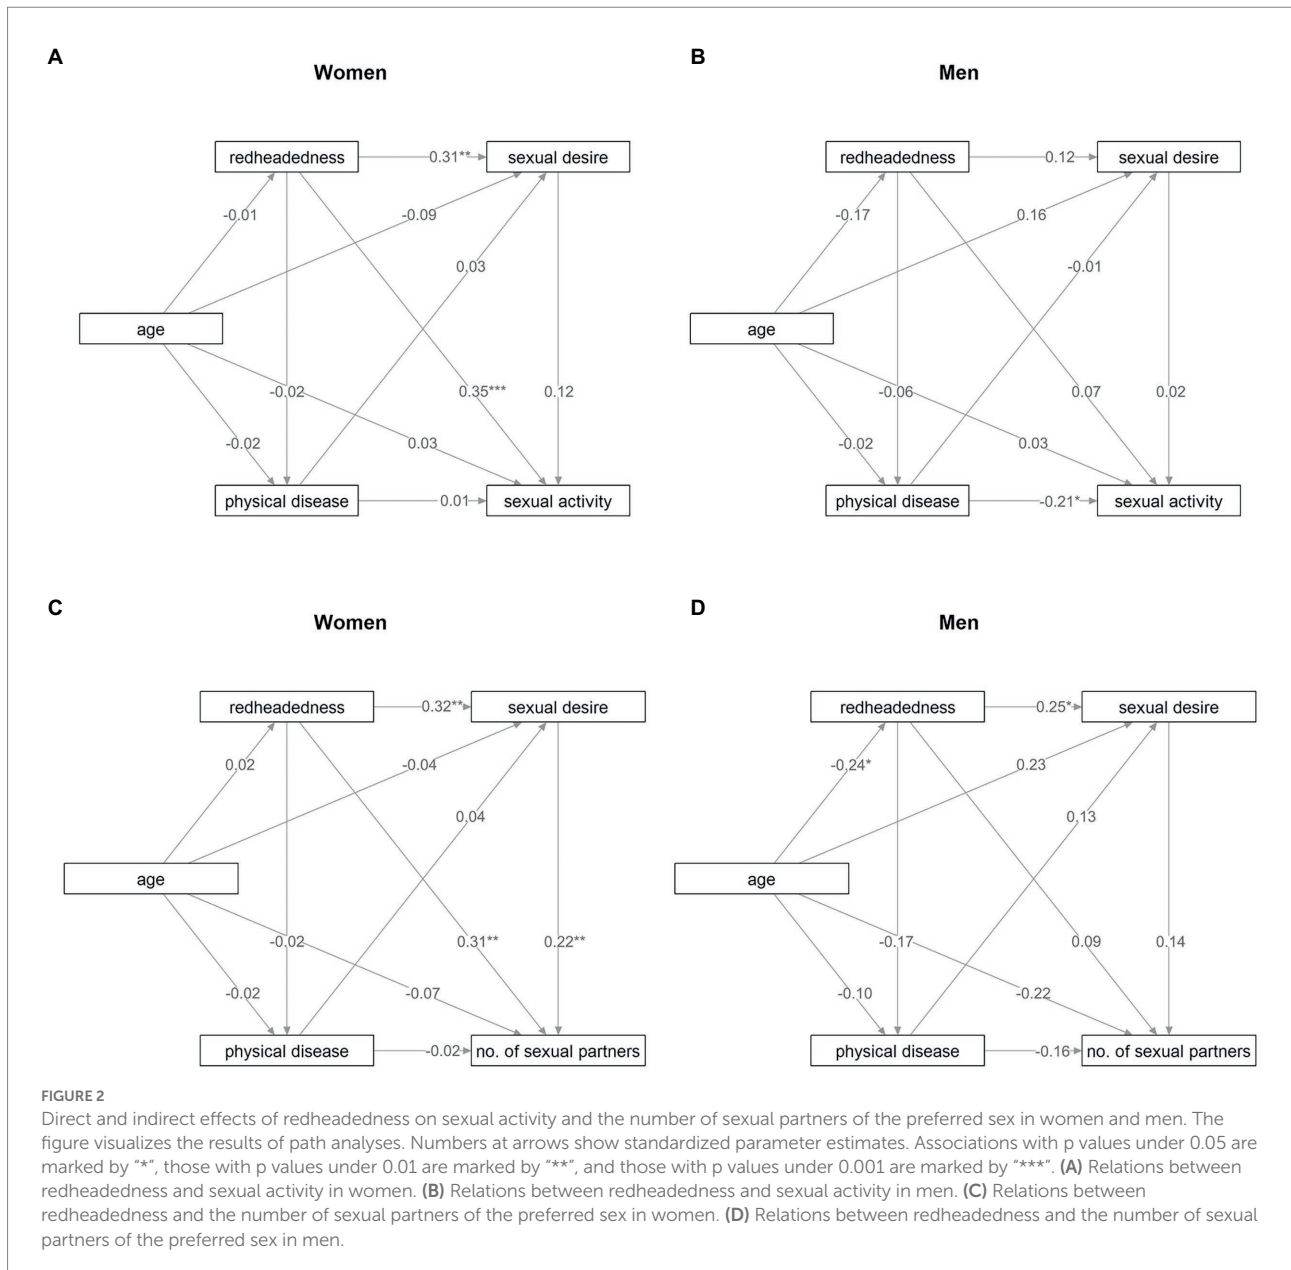 A
Women
redheadedness
0.31**
sexual desire
-0.01
-0.09
0.03
age
-0.02
0.35***
0.12
-0.02
0.03
physical disease
0.01
sexual activity
B
Men
redheadedness
0.12
sexual desire
-0.17
0.16
-0.01
age
-0.06
0.07
0.02
-0.02
0.03
physical disease
-0.21*
sexual activity
C
Women
redheadedness
0.32**
sexual desire
0.02
-0.04
0.04
age
-0.02
0.31**
0.22**
-0.02
-0.07
physical disease
-0.02
no. of sexual partners
D
Men
redheadedness
0.25*
sexual desire
-0.24*
0.23
0.13
age
-0.17
0.09
0.14
-0.10
-0.22
physical disease
-0.16
no. of sexual partners
FIGURE 2
Direct and indirect effects of redheadedness on sexual activity and the number of sexual partners of the preferred sex in women and men. The
figure visualizes the results of path analyses. Numbers at arrows show standardized parameter estimates. Associations with p values under 0.05 are
marked by “*”, those with p values under 0.01 are marked by “**”, and those with p values under 0.001 are marked by “***”. (A) Relations between
redheadedness and sexual activity in women. (B) Relations between redheadedness and sexual activity in men. (C) Relations between
redheadedness and the number of sexual partners of the preferred sex in women. (D) Relations between redheadedness and the number of sexual
partners of the preferred sex in men.